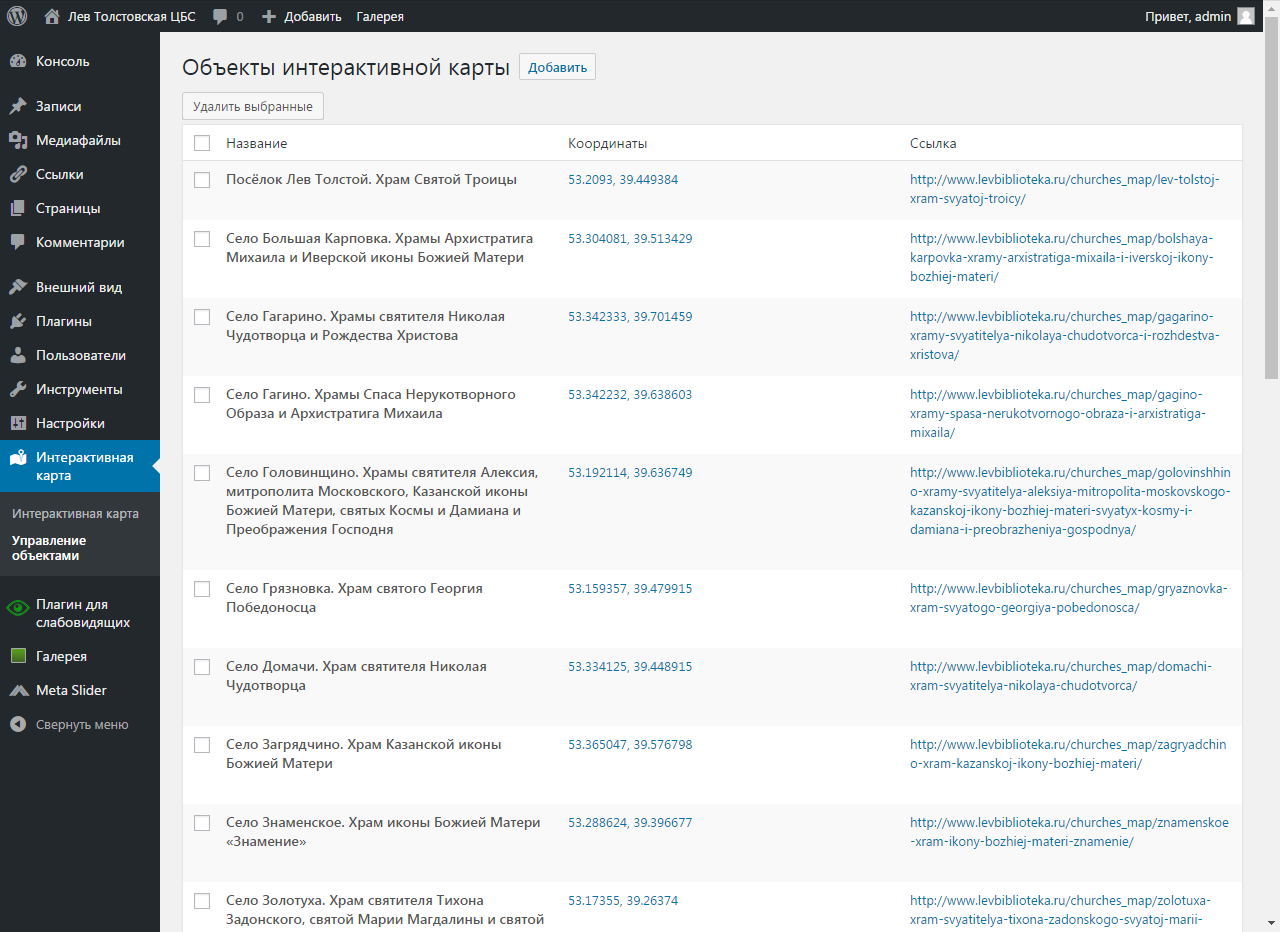 Лев Толстовская ЦБС
0
Добавить
Галерея
Привет, admin
Консоль
Записи
Медиафайлы
Ссылки
Страницы
Комментарии
Внешний вид
Плагины
Пользователи
Инструменты
Настройки
Интерактивная
карта
Интерактивная карта
Управление
объектами
Плагин для
слабовидящих
Галерея
Meta Slider
Свернуть меню
Объекты интерактивной карты
Добавить
Удалить выбранные
Название
Координаты
Ссылка
Посёлок Лев Толстой. Храм Святой Троицы
53.2093, 39.449384
http://www.levbiblioteka.ru/churches_map/lev-tolstoj-
xram-svyatoj-troicy/
Село Большая Карповка. Храмы Архистратига
Михаила и Иверской иконы Божией Матери
53.304081, 39.513429
http://www.levbiblioteka.ru/churches_map/bolshaya-
karpovka-xramy-arxistratiga-mixaila-i-iverskoj-ikony-
bozhiej-materi/
Село Гагарино. Храмы святителя Николая
Чудотворца и Рождества Христова
53.342333, 39.701459
http://www.levbiblioteka.ru/churches_map/gagarino-
xramy-svyatitelya-nikolaya-chudotvorca-i-rozhdestva-
xristova/
Село Гагино. Храмы Спаса Нерукотворного
Образа и Архистратига Михаила
53.342232, 39.638603
http://www.levbiblioteka.ru/churches_map/gagino-
xramy-spasa-nerukotvornogo-obraza-i-arxistratiga-
mixaila/
Село Головинщино. Храмы святителя Алексия,
митрополита Московского, Казанской иконы
Божией Матери, святых Космы и Дамиана и
Преображения Господня
53.192114, 39.636749
http://www.levbiblioteka.ru/churches_map/golovinshhin
o-xramy-svyatitelya-aleksiya-mitropolita-moskovskogo-
kazanskoj-ikony-bozhiej-materi-svyatyx-kosmy-i-
damiana-i-preobrazheniya-gospodnya/
Село Грязновка. Храм святого Георгия
Победоносца
53.159357, 39.479915
http://www.levbiblioteka.ru/churches_map/gryaznovka-
xram-svyatogo-georgiya-pobedonosca/
Село Домачи. Храм святителя Николая
Чудотворца
53.334125, 39.448915
http://www.levbiblioteka.ru/churches_map/domachi-
xram-svyatitelya-nikolaya-chudotvorca/
Село Загрядчино. Храм Казанской иконы
Божией Матери
53.365047, 39.576798
http://www.levbiblioteka.ru/churches_map/zagryadchin
o-xram-kazanskoj-ikony-bozhiej-materi/
Село Знаменское. Храм иконы Божией Матери
«Знамение»
53.288624, 39.396677
http://www.levbiblioteka.ru/churches_map/znamenskoe
-xram-ikony-bozhiej-materi-znamenie/
Село Золотуха. Храм святителя Тихона
Задонского, святой Марии Магдалины и святой
53.17355, 39.26374
http://www.levbiblioteka.ru/churches_map/zolotuxa-
xram-svyatitelya-tixona-zadonskogo-svyatoj-marii-